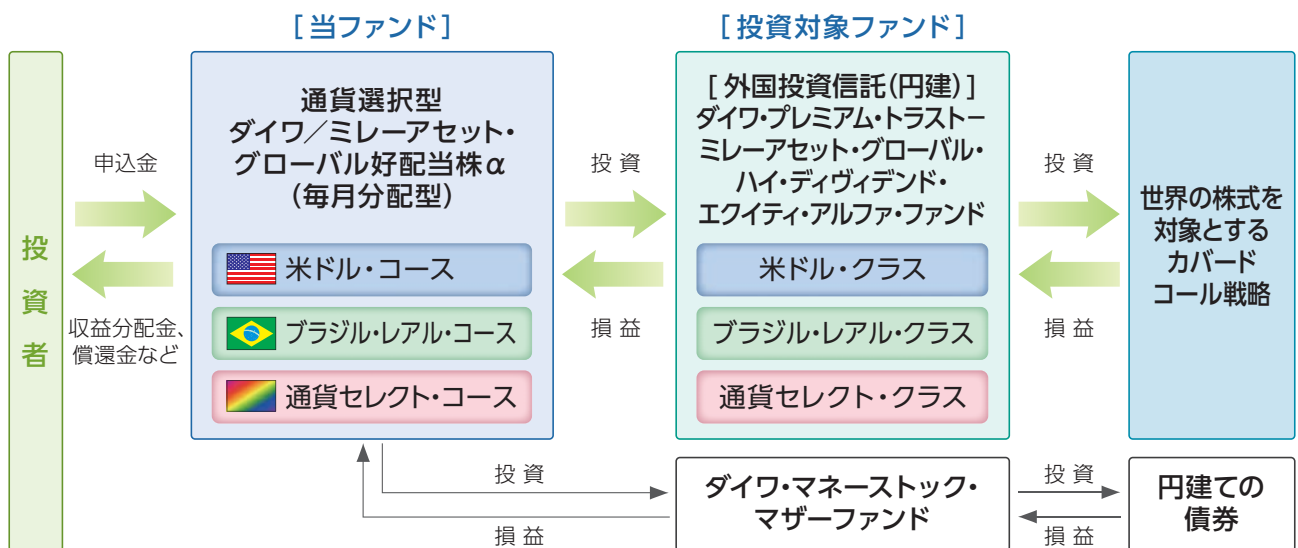 [当ファンド]
[投資対象ファンド]
投資者
申込金
収益分配金、
償還金など
通貨選択型
ダイワ／ミレーアセット・
グローバル好配当株α
(毎月分配型)
米ドル・コース
ブラジル・レアル・コース
通貨セレクト・コース
投 資
損 益
[外国投資信託(円建)]
ダイワ・プレミアム・トラスト－
ミレーアセット・グローバル・
ハイ・ディヴィデンド・
エクイティ・アルファ・ファンド
米ドル・クラス
ブラジル・レアル・クラス
通貨セレクト・クラス
投 資
損 益
世界の株式を
対象とする
カバード
コール戦略
投 資
損 益
ダイワ・マネーストック・
マザーファンド
投 資
損 益
円建ての
債券